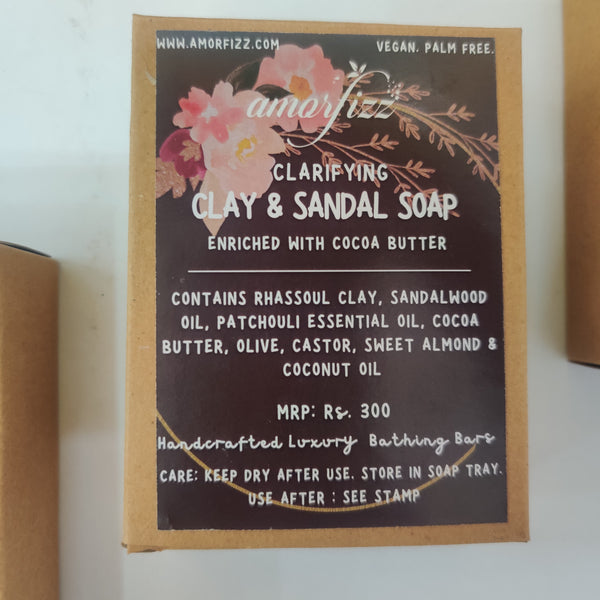 WWW.AMORFIZZ.COM VEGAN. PALM FREE.
amorfizz
CLARIFYING
CLAY & SANDAL SOAP
ENRICHED WITH COCOA BUTTER
CONTAINS RHASSOUL CLAY, SANDALWOOD
OIL, PATCHOULI ESSENTIAL OIL, COCOA
BUTTER, OLIVE, CASTOR, SWEET ALMOND &
COCONUT OIL
MRP: Rs. 300
Handcrafted Luxury Bathing Bars
CARE: KEEP DRY AFTER USE. STORE IN SOAP TRAY.
USE AFTER : SEE STAMP